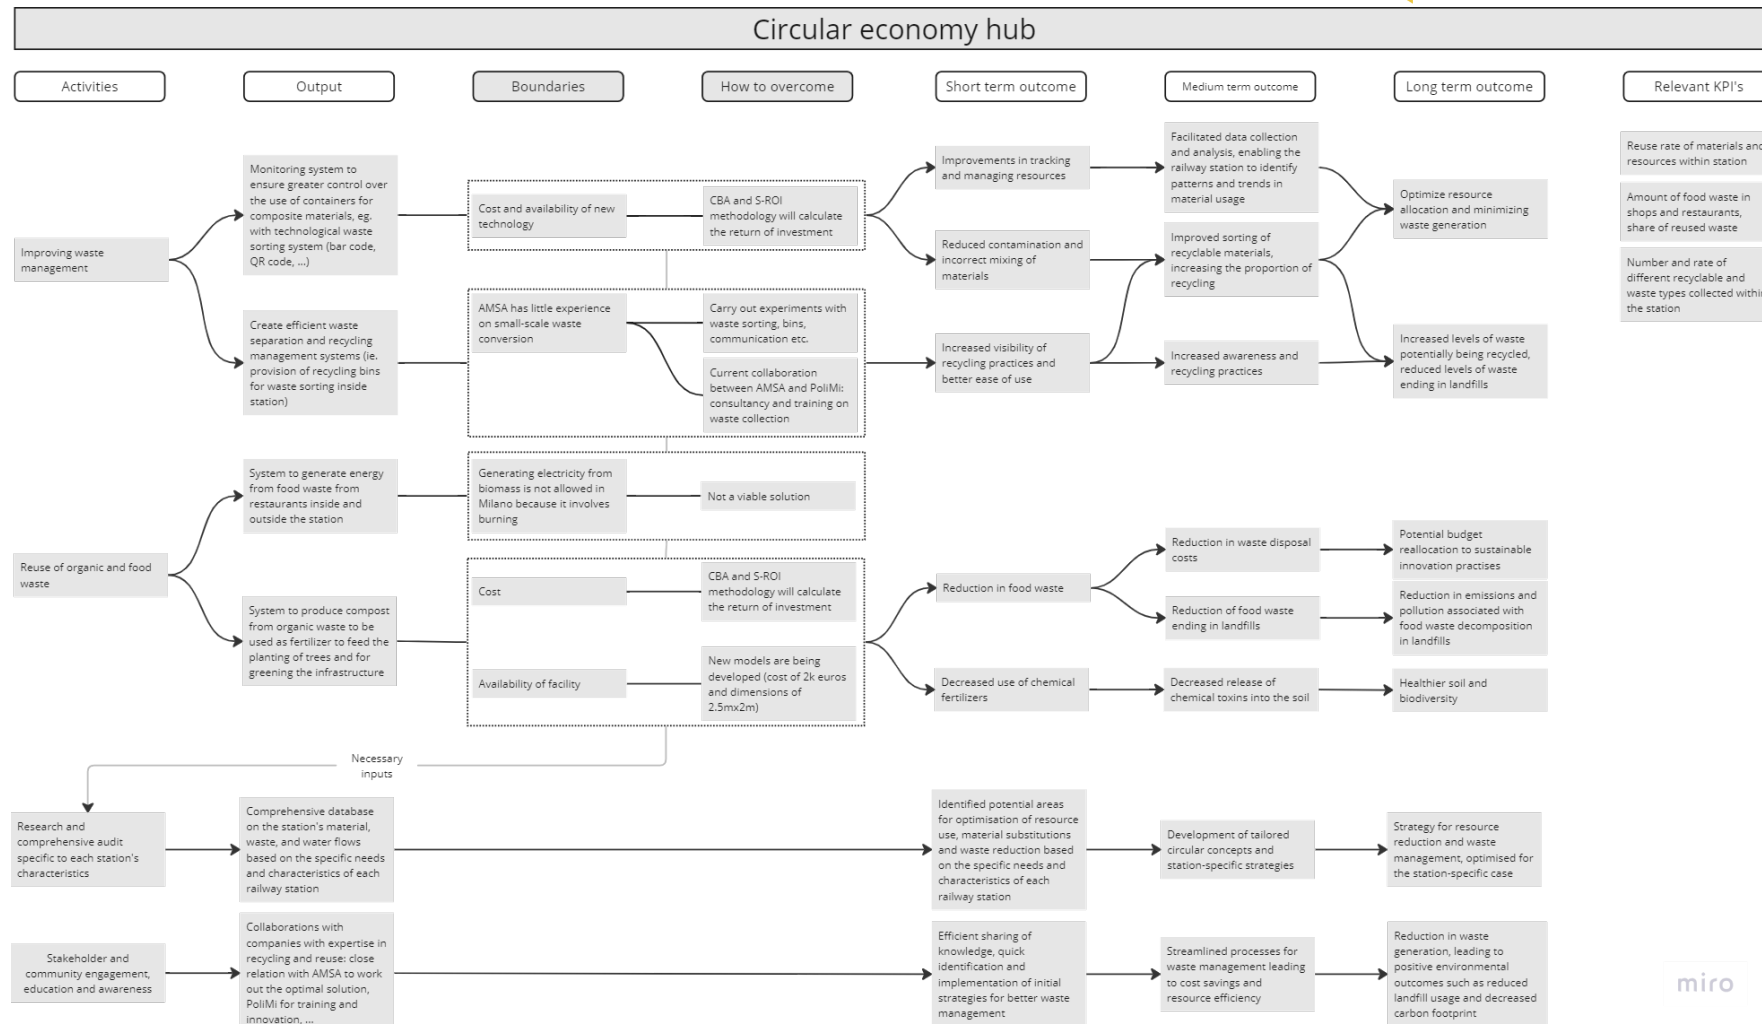 Circular economy hub
Activities
Output
Boundaries
How to overcome
Short term outcome
Medium term outcome
Long term outcome
Relevant KPI's
Improving waste
management
Monitoring system to
ensure greater control over
the use of containers for
composite materials, eg.
with technological waste
sorting system (bar code,
QR code, ...)
Cost and availability of new
technology
CBA and S-ROI
methodology will calculate
the return of investment
Improvements in tracking
and managing resources
Reduced contamination and
incorrect mixing of
materials
Facilitated data collection
and analysis, enabling the
railway station to identify
patterns and trends in
material usage
Improved sorting of
recyclable materials,
increasing the proportion of
recycling
Optimize resource
allocation and minimizing
waste generation
Reuse rate of materials and
resources within station
Amount of food waste in
shops and restaurants,
share of reused waste
Number and rate of
different recyclable and
waste types collected within
the station
Create efficient waste
separation and recycling
management systems (ie.
provision of recycling bins
for waste sorting inside
station)
AMSA has little experience
on small-scale waste
conversion
Carry out experiments with
waste sorting, bins,
communication etc.
Current collaboration
between AMSA and PoliMi:
consultancy and training on
waste collection
Increased visibility of
recycling practices and
better ease of use
Increased awareness and
recycling practices
Increased levels of waste
potentially being recycled,
reduced levels of waste
ending in landfills
Reuse of organic and food
waste
System to generate energy
from food waste from
restaurants inside and
outside the station
Generating electricity from
biomass is not allowed in
Milano because it involves
burning
Not a viable solution
System to produce compost
from organic waste to be
used as fertilizer to feed the
planting of trees and for
greening the infrastructure
Cost
CBA and S-ROI
methodology will calculate
the return of investment
Availability of facility
New models are being
developed (cost of 2k euros
and dimensions of
2.5mx2m)
Reduction in food waste
Decreased use of chemical
fertilizers
Reduction in waste disposal
costs
Reduction of food waste
ending in landfills
Decreased release of
chemical toxins into the soil
Potential budget
reallocation to sustainable
innovation practises
Reduction in emissions and
pollution associated with
food waste decomposition
in landfills
Healthier soil and
biodiversity
Necessary
inputs
Research and
comprehensive audit
specific to each station's
characteristics
Comprehensive database
on the station's material,
waste, and water flows
based on the specific needs
and characteristics of each
railway station
Identified potential areas
for optimisation of resource
use, material substitutions
and waste reduction based
on the specific needs and
characteristics of each
railway station
Development of tailored
circular concepts and
station-specific strategies
Strategy for resource
reduction and waste
management, optimised for
the station-specific case
Stakeholder and
community engagement,
education and awareness
Collaborations with
companies with expertise in
recycling and reuse: close
relation with AMSA to work
out the optimal solution,
PoliMi for training and
innovation, ...
Efficient sharing of
knowledge, quick
identification and
implementation of initial
strategies for better waste
management
Streamlined processes for
waste management leading
to cost savings and
resource efficiency
Reduction in waste
generation, leading to
positive environmental
outcomes such as reduced
landfill usage and decreased
carbon footprint
miro